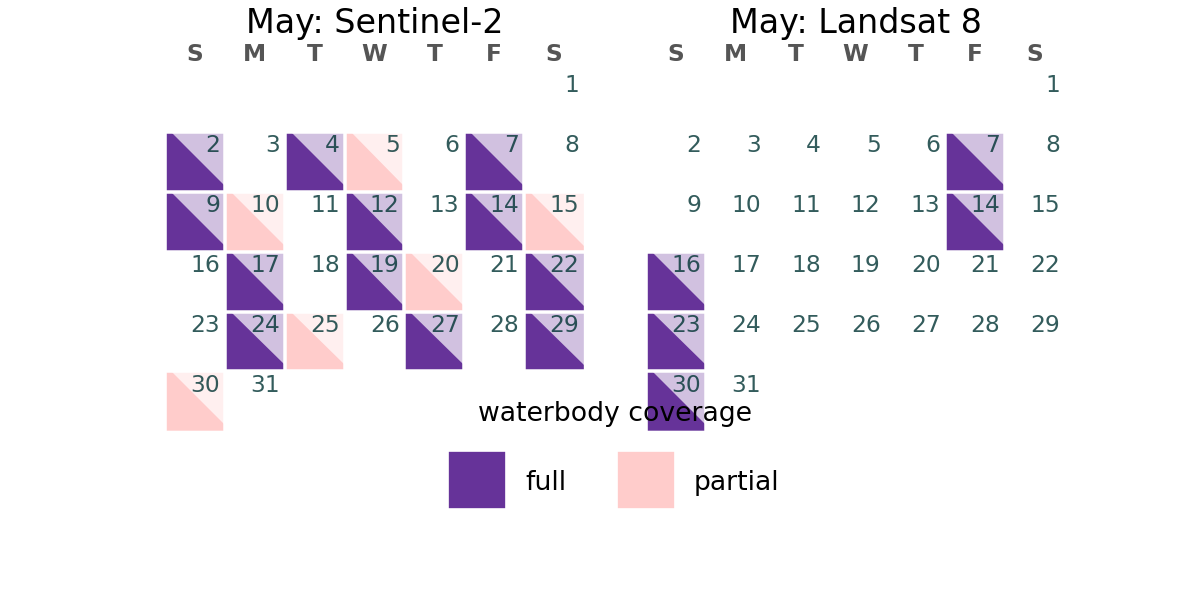 May: Sentinel-2
S M T W T F S
1
2 3 4 5 6 7 8
9 10 11 12 13 14 15
16 17 18 19 20 21 22
23 24 25 26 27 28 29
30 31
May: Landsat 8
S M T W T F S
1
2 3 4 5 6 7 8
9 10 11 12 13 14 15
16 17 18 19 20 21 22
23 24 25 26 27 28 29
30 31
waterbody coverage
full partial